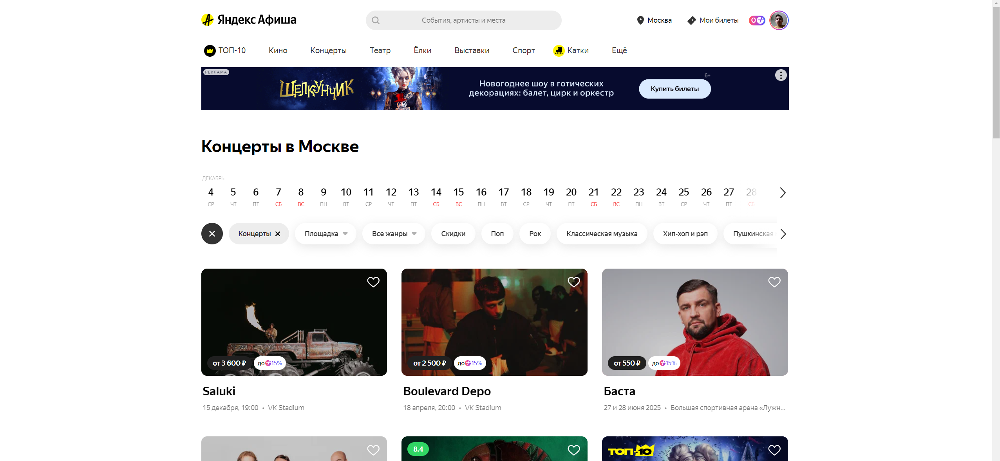 Яндекс Афиша
События, артисты и места
Москва
Мои билеты
0
ТОП-10
Кино
Концерты
Театр
Ёлки
Выставки
Спорт
Катки
Ещё
РЕКЛАМА
ЩЕЛКУНЧИК
Новогоднее шоу в готических
декорациях: балет, цирк и оркестр
6+
Купить билеты
Концерты в Москве
ДЕКАБРЬ
4 5 6 7 8 9 10 11 12 13 14 15 16 17 18 19 20 21 22 23 24 25 26 27 28
СР ЧТ ПТ СБ ВС ПН ВТ СР ЧТ ПТ СБ ВС ПН ВТ СР ЧТ ПТ СБ ВС ПН ВТ СР ЧТ ПТ СБ
Концерты
Площадка
Все жанры
Скидки
Поп
Рок
Классическая музыка
Хип-хоп и рэп
Пушкинская
от 3 600 ₽
до 15%
от 2 500 ₽
до 15%
от 550 ₽
до 15%
Saluki
Boulevard Depo
Баста
15 декабря, 19:00 • VK Stadium
18 апреля, 20:00 • VK Stadium
27 и 28 июня 2025 • Большая спортивная арена «Лужн...
8.4
ТОП-10